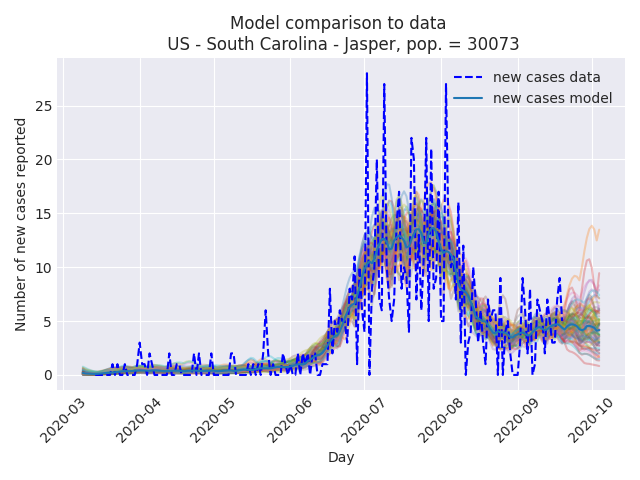 Model comparison to data
US - South Carolina - Jasper, pop. = 30073
new cases data
new cases model
Number of new cases reported
25
20
15
10
5
0
2020-03
2020-04
2020-05
2020-06
2020-07
2020-08
2020-09
2020-10
Day